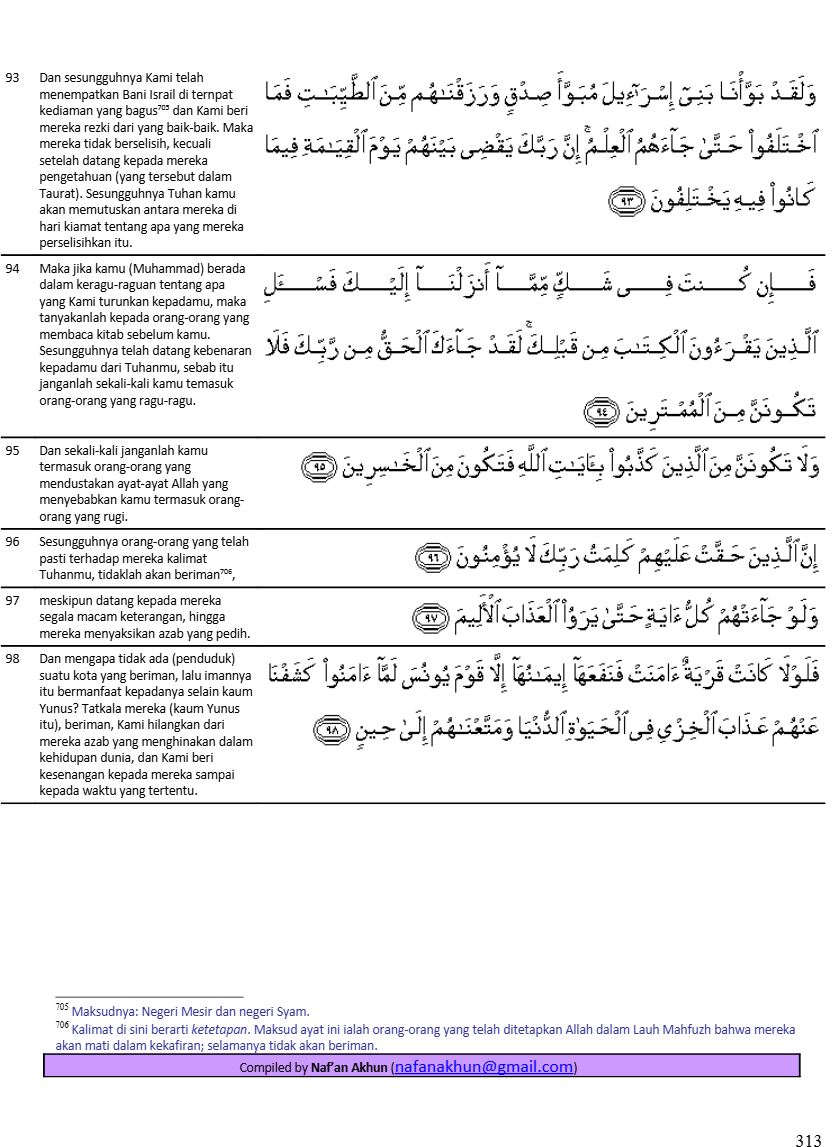 93
Dan sesungguhnya Kami telah
menempatkan Bani Israil di ternpat
kediaman yang bagus⁷⁰⁵ dan Kami beri
mereka rezki dari yang baik-baik. Maka
mereka tidak berselisih, kecuali
setelah datang kepada mereka
pengetahuan (yang tersebut dalam
Taurat). Sesungguhnya Tuhan kamu
akan memutuskan antara mereka di
hari kiamat tentang apa yang mereka
perselisihkan itu.
وَلَقَدْ بَوَّأْنَا بَنِىٓ إِسْرَٰٓءِيلَ مُبَوَّأَ صِدْقٍ وَرَزَقْنَـٰهُم مِّنَ ٱلطَّيِّبَـٰتِ فَمَا
ٱخْتَلَفُوا۟ حَتَّىٰ جَآءَهُمُ ٱلْعِلْمُ ۚ إِنَّ رَبَّكَ يَقْضِى بَيْنَهُمْ يَوْمَ ٱلْقِيَـٰمَةِ فِيمَا
كَانُوا۟ فِيهِ يَخْتَلِفُونَ ﴿٩٣﴾
94
Maka jika kamu (Muhammad) berada
dalam keragu-raguan tentang apa
yang Kami turunkan kepadamu, maka
tanyakanlah kepada orang-orang yang
membaca kitab sebelum kamu.
Sesungguhnya telah datang kebenaran
kepadamu dari Tuhanmu, sebab itu
janganlah sekali-kali kamu temasuk
orang-orang yang ragu-ragu.
فَإِن كُنتَ فِى شَكٍّ مِّمَّآ أَنزَلْنَآ إِلَيْكَ فَسْـَٔلِ
ٱلَّذِينَ يَقْرَءُونَ ٱلْكِتَـٰبَ مِن قَبْلِكَ ۚ لَقَدْ جَآءَكَ ٱلْحَقُّ مِن رَّبِّكَ فَلَا
تَكُونَنَّ مِنَ ٱلْمُمْتَرِينَ ﴿٩٤﴾
95
Dan sekali-kali janganlah kamu
termasuk orang-orang yang
mendustakan ayat-ayat Allah yang
menyebabkan kamu termasuk orang-
orang yang rugi.
وَلَا تَكُونَنَّ مِنَ ٱلَّذِينَ كَذَّبُوا۟ بِـَٔايَـٰتِ ٱللَّهِ فَتَكُونَ مِنَ ٱلْخَـٰسِرِينَ ﴿٩٥﴾
96
Sesungguhnya orang-orang yang telah
pasti terhadap mereka kalimat
Tuhanmu, tidaklah akan beriman⁷⁰⁶,
إِنَّ ٱلَّذِينَ حَقَّتْ عَلَيْهِمْ كَلِمَتُ رَبِّكَ لَا يُؤْمِنُونَ ﴿٩٦﴾
97
meskipun datang kepada mereka
segala macam keterangan, hingga
mereka menyaksikan azab yang pedih.
وَلَوْ جَآءَتْهُمْ كُلُّ ءَايَةٍ حَتَّىٰ يَرَوُا۟ ٱلْعَذَابَ ٱلْأَلِيمَ ﴿٩٧﴾
98
Dan mengapa tidak ada (penduduk)
suatu kota yang beriman, lalu imannya
itu bermanfaat kepadanya selain kaum
Yunus? Tatkala mereka (kaum Yunus
itu), beriman, Kami hilangkan dari
mereka azab yang menghinakan dalam
kehidupan dunia, dan Kami beri
kesenangan kepada mereka sampai
kepada waktu yang tertentu.
فَلَوْلَا كَانَتْ قَرْيَةٌ ءَامَنَتْ فَنَفَعَهَآ إِيمَـٰنُهَآ إِلَّا قَوْمَ يُونُسَ لَمَّآ ءَامَنُوا۟ كَشَفْنَا
عَنْهُمْ عَذَابَ ٱلْخِزْيِ فِى ٱلْحَيَوٰةِ ٱلدُّنْيَا وَمَتَّعْنَـٰهُمْ إِلَىٰ حِينٍ ﴿٩٨﴾
⁷⁰⁵ Maksudnya: Negeri Mesir dan negeri Syam.
⁷⁰⁶ Kalimat di sini berarti ketetapan. Maksud ayat ini ialah orang-orang yang telah ditetapkan Allah dalam Lauh Mahfuzh bahwa mereka
akan mati dalam kekafiran; selamanya tidak akan beriman.
Compiled by Naf'an Akhun (nafanakhun@gmail.com)
313